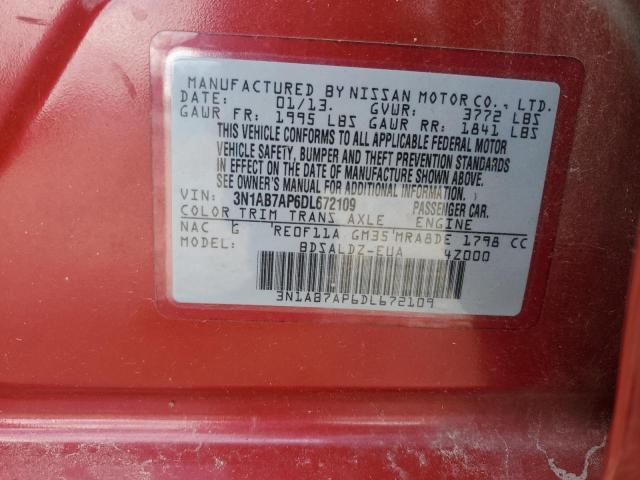 MANUFACTURED BY NISSAN MOTOR CO., LTD.
DATE: 01/13. GVWR: 3772 LBS
GAWR FR: 1995 LBS GAWR RR: 1841 LBS
THIS VEHICLE CONFORMS TO ALL APPLICABLE FEDERAL MOTOR
VEHICLE SAFETY, BUMPER AND THEFT PREVENTION STANDARDS
IN EFFECT ON THE DATE OF MANUFACTURE SHOWN ABOVE.
SEE OWNER'S MANUAL FOR ADDITIONAL INFORMATION.
VIN: 3N1AB7AP6DL672109 PASSENGER CAR.
COLOR TRIM TRANS AXLE ENGINE
NAC G RE0F11A GM35 MRA8DE 1798 CC
MODEL: BDSALDZ-EUA 4Z000
3N1AB7AP6DL672109